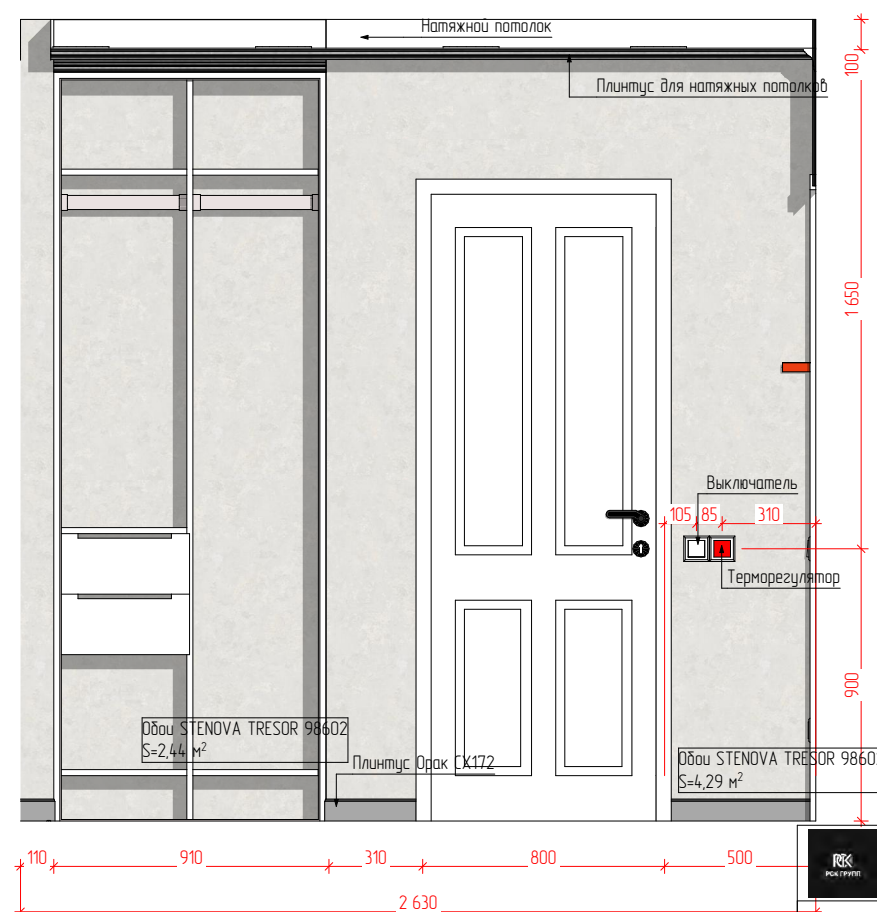 Натяжной потолок
100
Плинтус для натяжных потолков
1 650
Выключатель
105 85 310
Терморегулятор
900
Обои STENOVA TRESOR 98602
S=2,44 м²
Плинтус Орак CX172
Обои STENOVA TRESOR 9860
S=4,29 м²
110 910 310 800 500
2 630
РСК ГРУПП